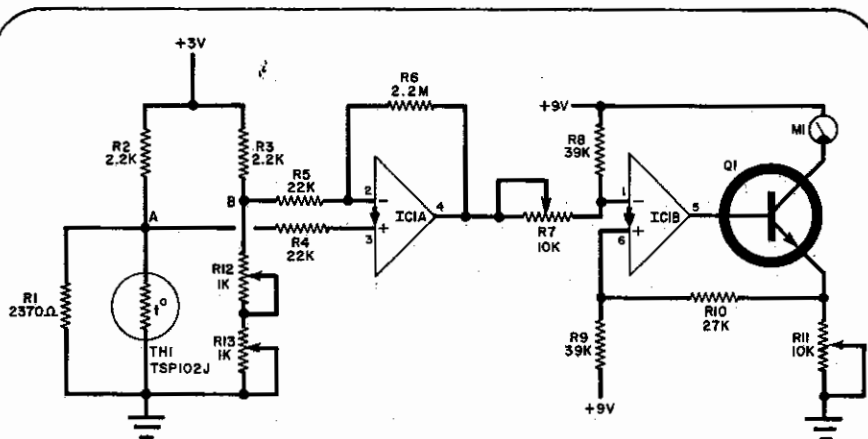 +3V
R2
2.2K
R3
2.2K
A
B
R1
2370Ω
t°
TH1
TSP102J
R12
1K
R13
1K
R5
22K
R4
22K
R6
2.2M
2
-
3
+
IC1A
4
R7
10K
+9V
R8
39K
1
-
6
+
IC1B
5
Q1
M1
R10
27K
R9
39K
+9V
R11
10K